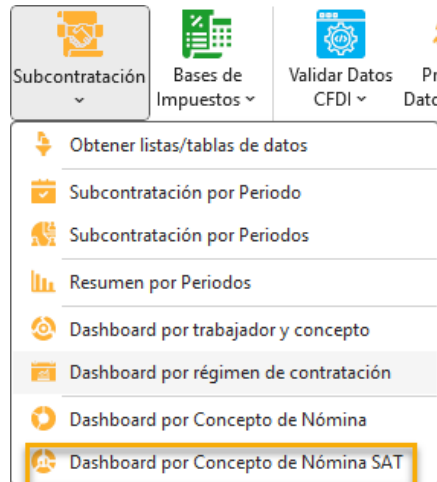 Subcontratación
Bases de
Impuestos
Validar Datos
CFDI
Obtener listas/tablas de datos
Subcontratación por Periodo
Subcontratación por Periodos
Resumen por Periodos
Dashboard por trabajador y concepto
Dashboard por régimen de contratación
Dashboard por Concepto de Nómina
Dashboard por Concepto de Nómina SAT